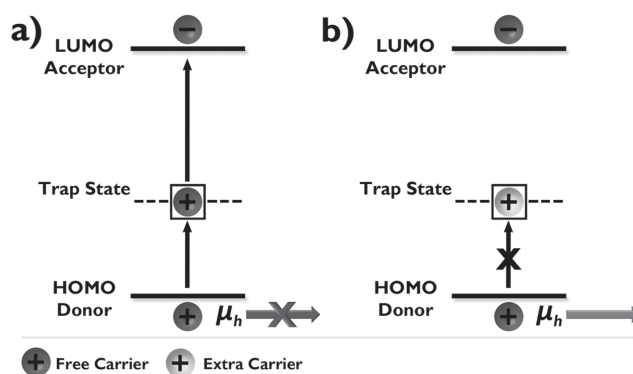 a)
LUMO
Acceptor
−
Trap State
+
HOMO
Donor
+
μh
b)
LUMO
Acceptor
−
Trap State
+
HOMO
Donor
+
μh
+ Free Carrier
+ Extra Carrier